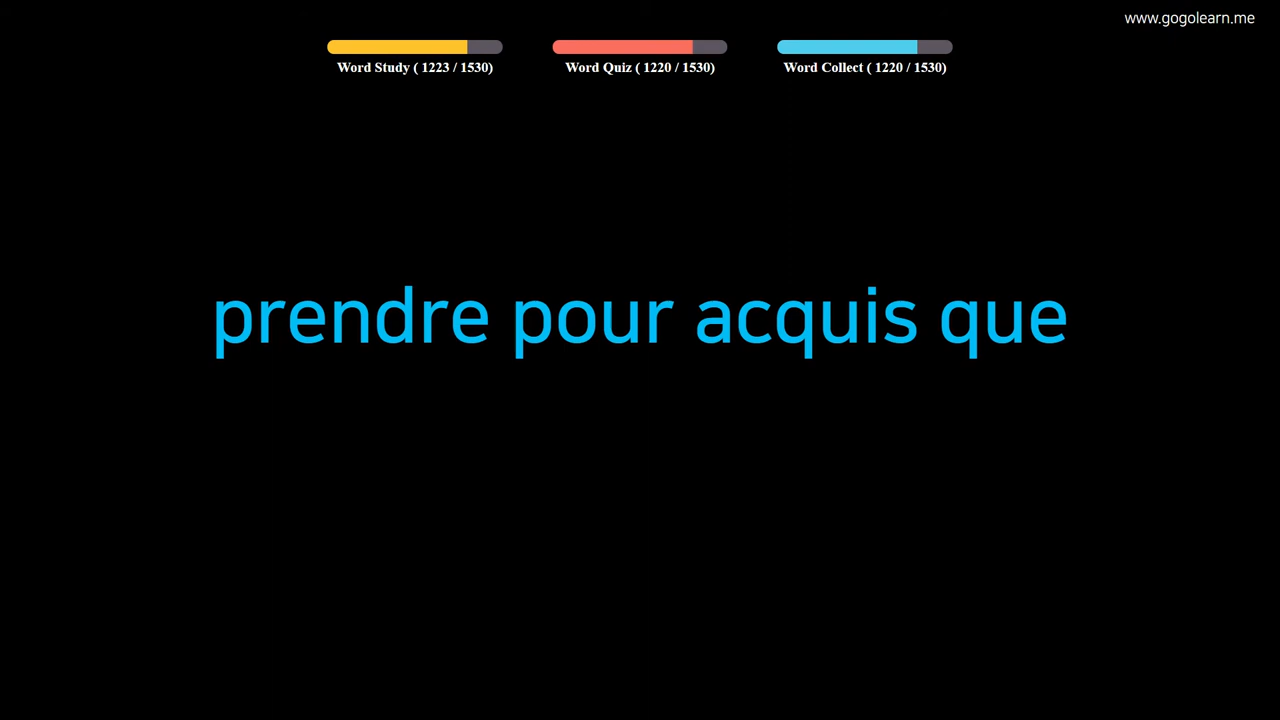 www.gogolearn.me
Word Study ( 1223 / 1530)
Word Quiz ( 1220 / 1530)
Word Collect ( 1220 / 1530)
prendre pour acquis que